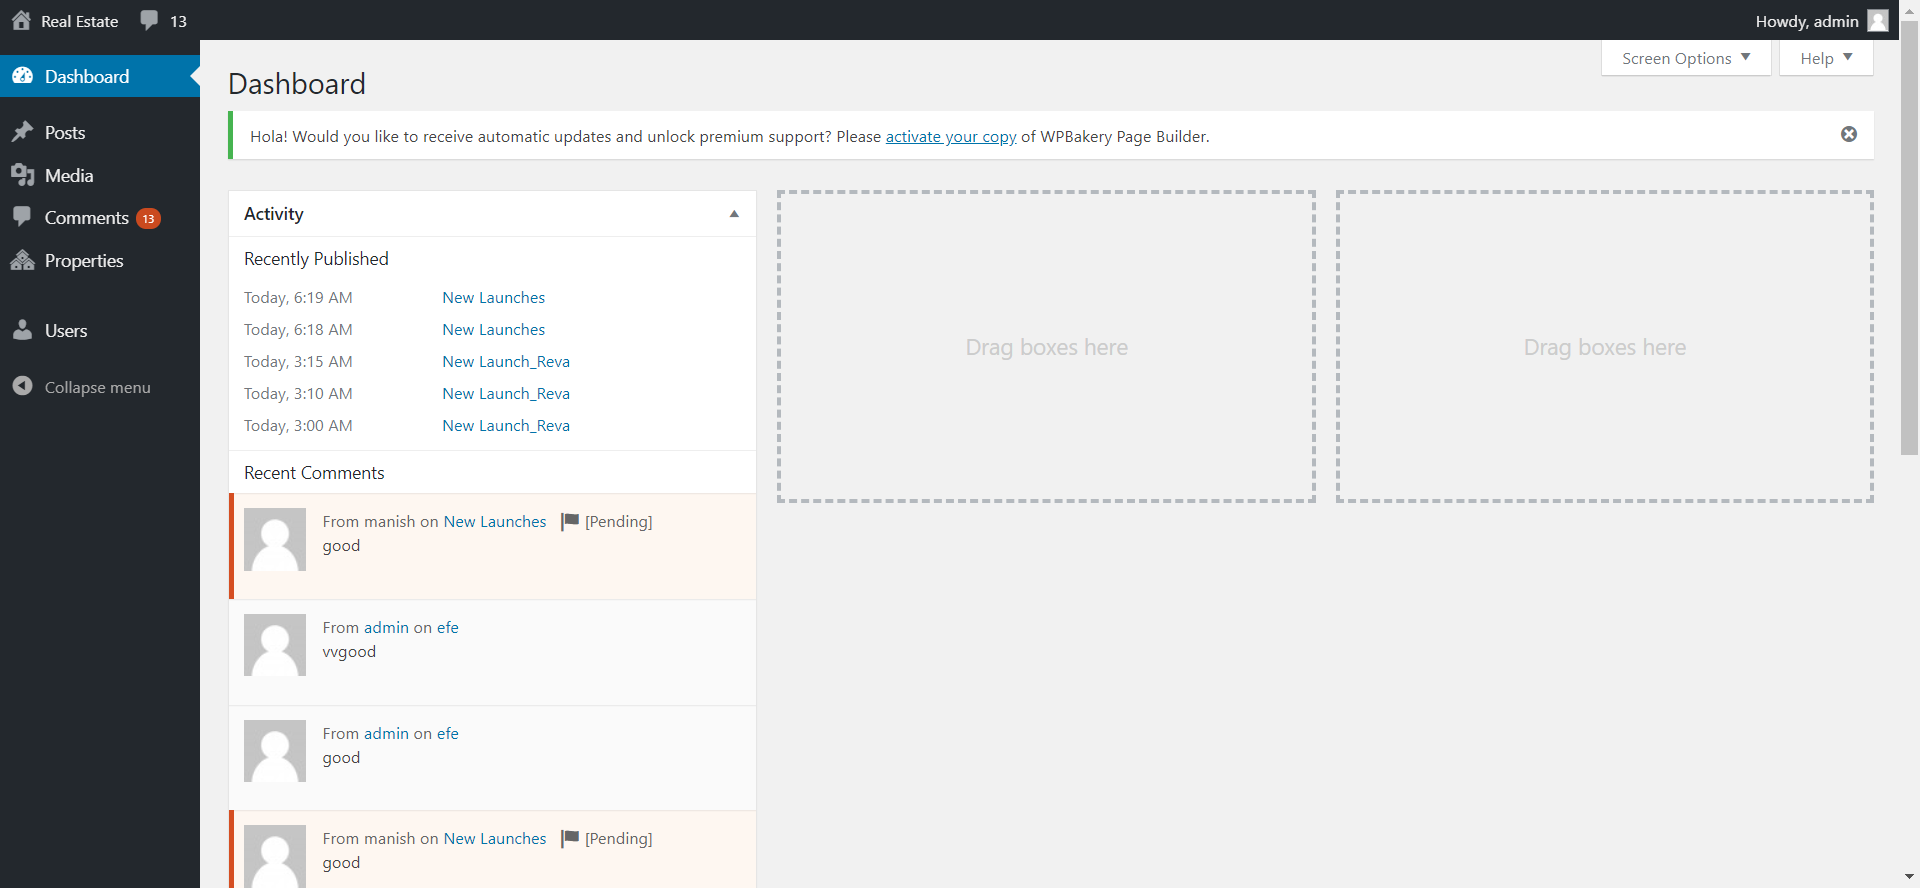 Real Estate 13 Howdy, admin
Dashboard
Posts
Media
Comments 13
Properties
Users
Collapse menu
Screen Options Help
Dashboard
Hola! Would you like to receive automatic updates and unlock premium support? Please activate your copy of WPBakery Page Builder.
Activity
Recently Published
Today, 6:19 AM New Launches
Today, 6:18 AM New Launches
Today, 3:15 AM New Launch_Reva
Today, 3:10 AM New Launch_Reva
Today, 3:00 AM New Launch_Reva
Recent Comments
From manish on New Launches [Pending]
good
From admin on efe
vvgood
From admin on efe
good
From manish on New Launches [Pending]
good
Drag boxes here
Drag boxes here